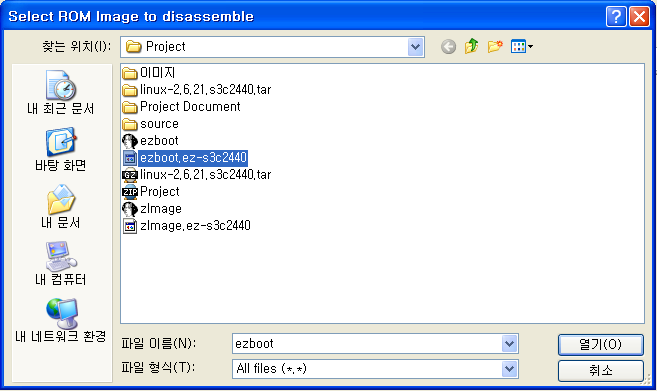 Select ROM Image to disassemble
찾는 위치(I):
Project
내 최근 문서
바탕 화면
내 문서
내 컴퓨터
내 네트워크 환경
이미지
linux-2.6.21.s3c2440.tar
Project Document
source
ezboot
ezboot.ez-s3c2440
linux-2.6.21.s3c2440.tar
Project
zImage
zImage.ez-s3c2440
파일 이름(N):
ezboot
열기(O)
파일 형식(T):
All files (*.*)
취소